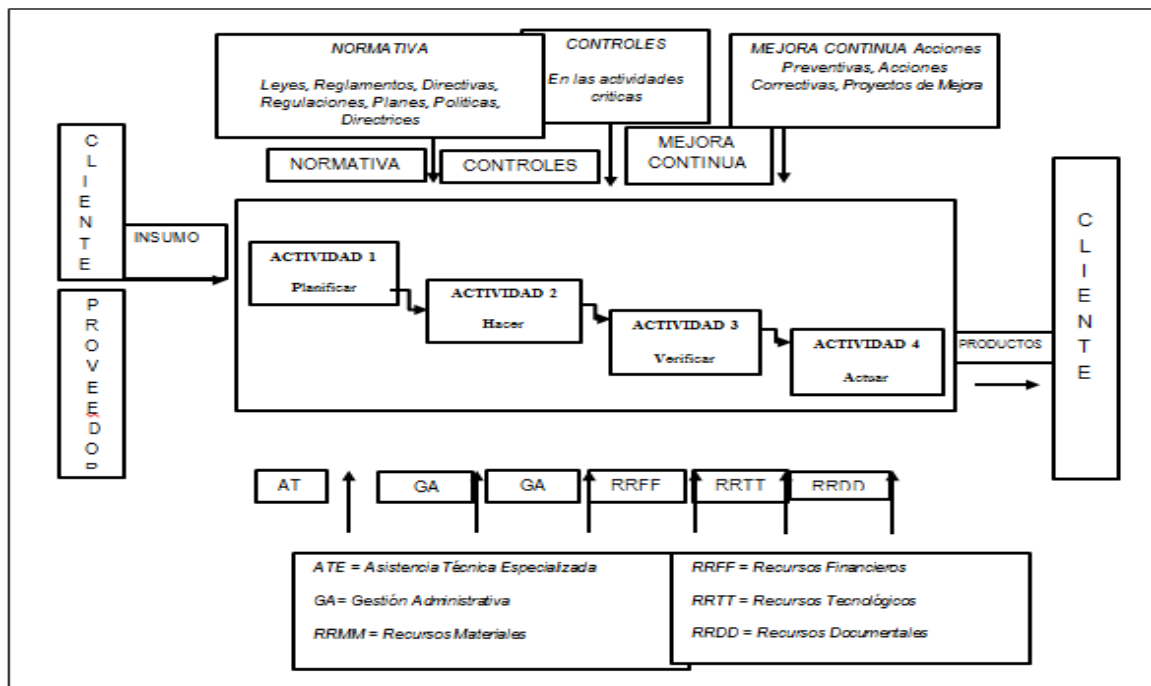 NORMATIVA
Leyes, Reglamentos, Directivas,
Regulaciones, Planes, Politicas,
Directrices
CONTROLES
En las actividades
criticas
MEJORA CONTINUA Acciones
Preventivas, Acciones
Correctivas, Proyectos de Mejora
NORMATIVA
CONTROLES
MEJORA
CONTINUA
C
L
I
E
N
T
E
INSUMO
P
R
O
V
E
E
D
O
R
ACTIVIDAD 1
Planificar
ACTIVIDAD 2
Hacer
ACTIVIDAD 3
Verificar
ACTIVIDAD 4
Actuar
PRODUCTOS
C
L
I
E
N
T
E
AT
GA
GA
RRFF
RRTT
RRDD
ATE = Asistencia Técnica Especializada
GA= Gestión Administrativa
RRMM = Recursos Materiales
RRFF = Recursos Financieros
RRTT = Recursos Tecnológicos
RRDD = Recursos Documentales